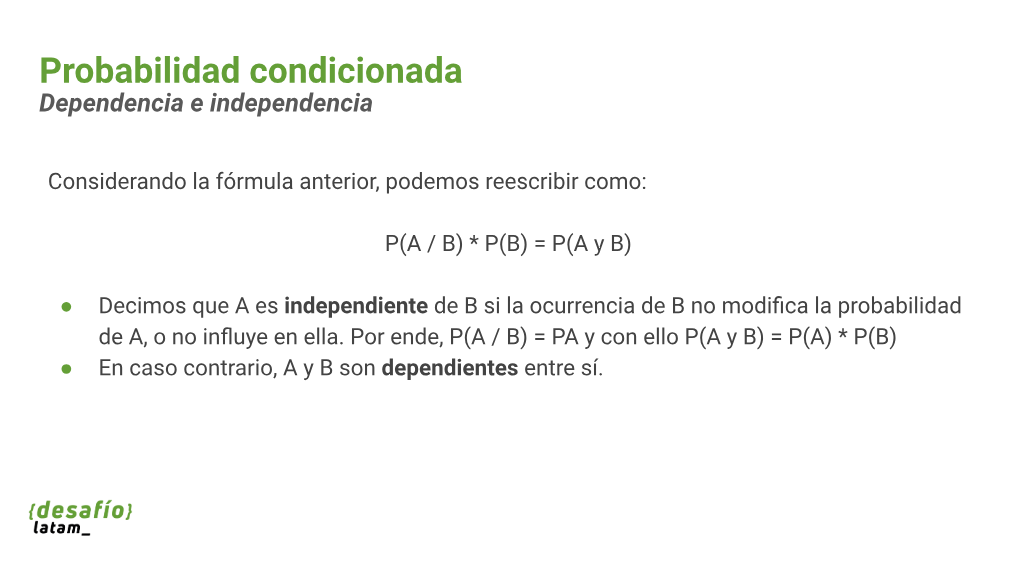 Probabilidad condicionada
Dependencia e independencia
Considerando la fórmula anterior, podemos reescribir como:
P(A / B) * P(B) = P(A y B)
● Decimos que A es independiente de B si la ocurrencia de B no modifica la probabilidad
de A, o no influye en ella. Por ende, P(A / B) = PA y con ello P(A y B) = P(A) * P(B)
● En caso contrario, A y B son dependientes entre sí.
{desafío}
latam_